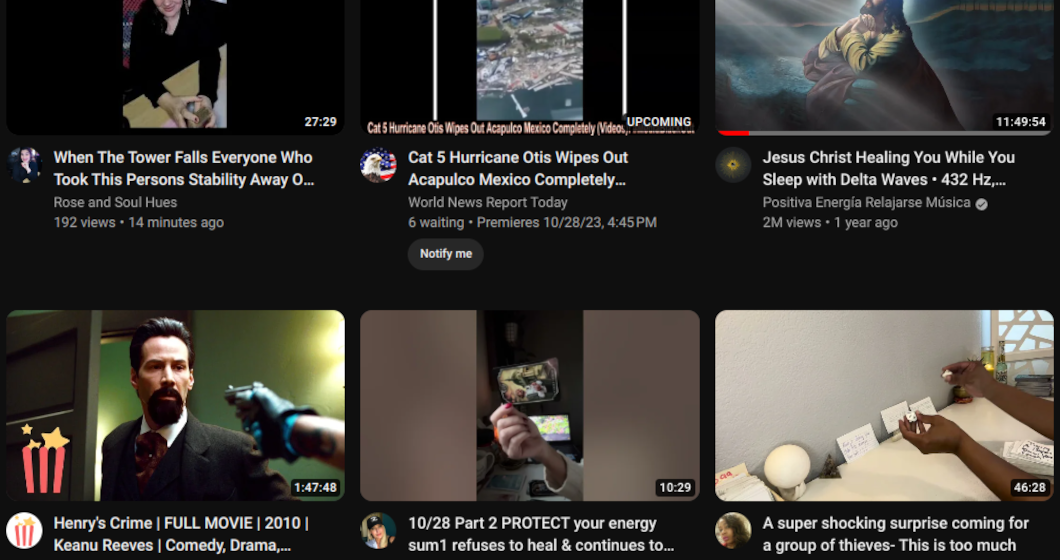 27:29
Cat 5 Hurricane Otis Wipes Out Acapulco Mexico Completely (Videos)
UPCOMING
11:49:54
When The Tower Falls Everyone Who
Took This Persons Stability Away O...
Rose and Soul Hues
192 views • 14 minutes ago
Cat 5 Hurricane Otis Wipes Out
Acapulco Mexico Completely...
World News Report Today
6 waiting • Premieres 10/28/23, 4:45 PM
Notify me
Jesus Christ Healing You While You
Sleep with Delta Waves • 432 Hz,...
Positiva Energía Relajarse Música
2M views • 1 year ago
1:47:48
10:29
46:28
Henry's Crime | FULL MOVIE | 2010 |
Keanu Reeves | Comedy, Drama,...
10/28 Part 2 PROTECT your energy
sum1 refuses to heal & continues to...
A super shocking surprise coming for
a group of thieves- This is too much